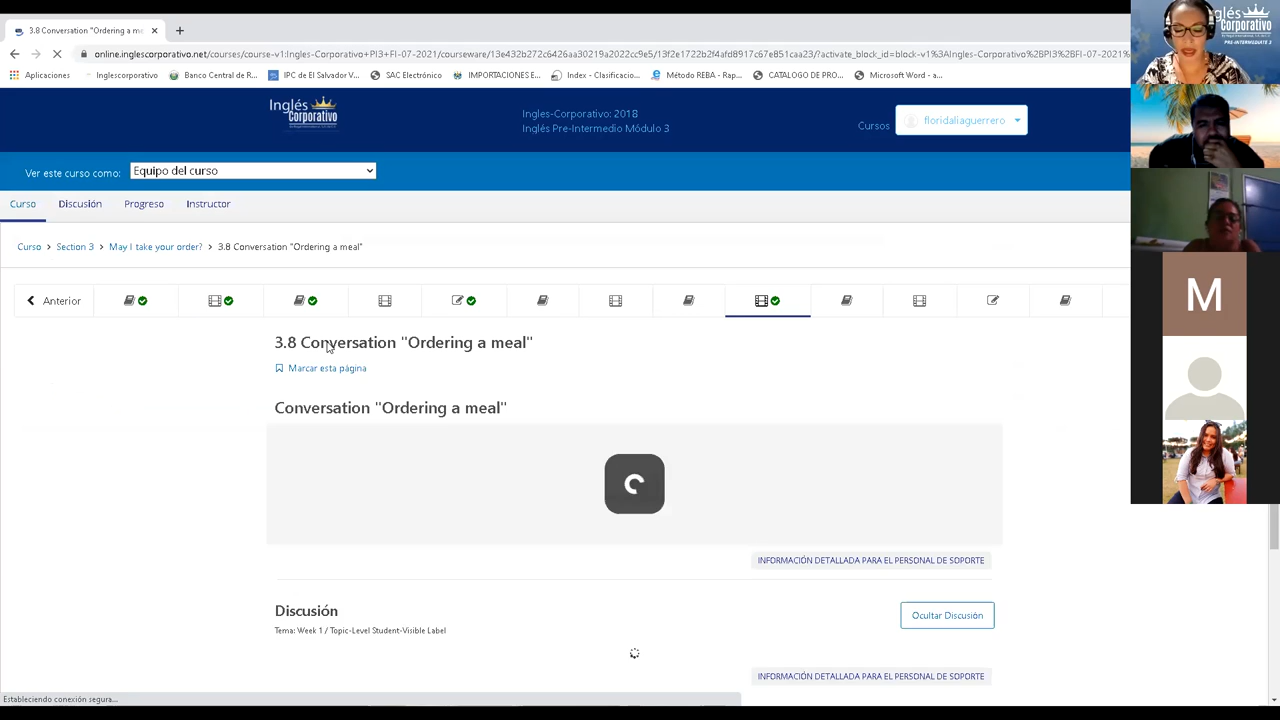 3.8 Conversation "Ordering a me
online.inglescorporativo.net/courses/course-v1:Ingles-Corporativo+PI3+FI-07-2021/courseware/13e432b272c6426aa30219a2022cc9e5/13f2e1722b2f4afd8917c67e851caa23/?activate_block_id=block-v1%3AIngles-Corporativo%2BPI3%2BFI-07-2021%
Aplicaciones
Inglescorporativo
Banco Central de R...
IPC de El Salvador V...
SAC Electrónico
IMPORTACIONES...
Index - Clasificacio...
Método REBA - Rap...
CATALOGO DE PRO...
Microsoft Word - a...
Inglés
Corporativo
Ingles-Corporativo: 2018
Inglés Pre-Intermedio Módulo 3
Cursos
floridaliaguerrero
Ver este curso como:
Equipo del curso
Curso
Discusión
Progreso
Instructor
Curso > Section 3 > May I take your order? > 3.8 Conversation "Ordering a meal"
Anterior
3.8 Conversation "Ordering a meal"
Marcar esta página
Conversation "Ordering a meal"
INFORMACIÓN DETALLADA PARA EL PERSONAL DE SOPORTE
Discusión
Ocultar Discusión
Tema: Week 1 / Topic-Level Student-Visible Label
INFORMACIÓN DETALLADA PARA EL PERSONAL DE SOPORTE
Estableciendo conexión segura...
glés
Corporativo
PRE-INTERMEDIATE 3
M